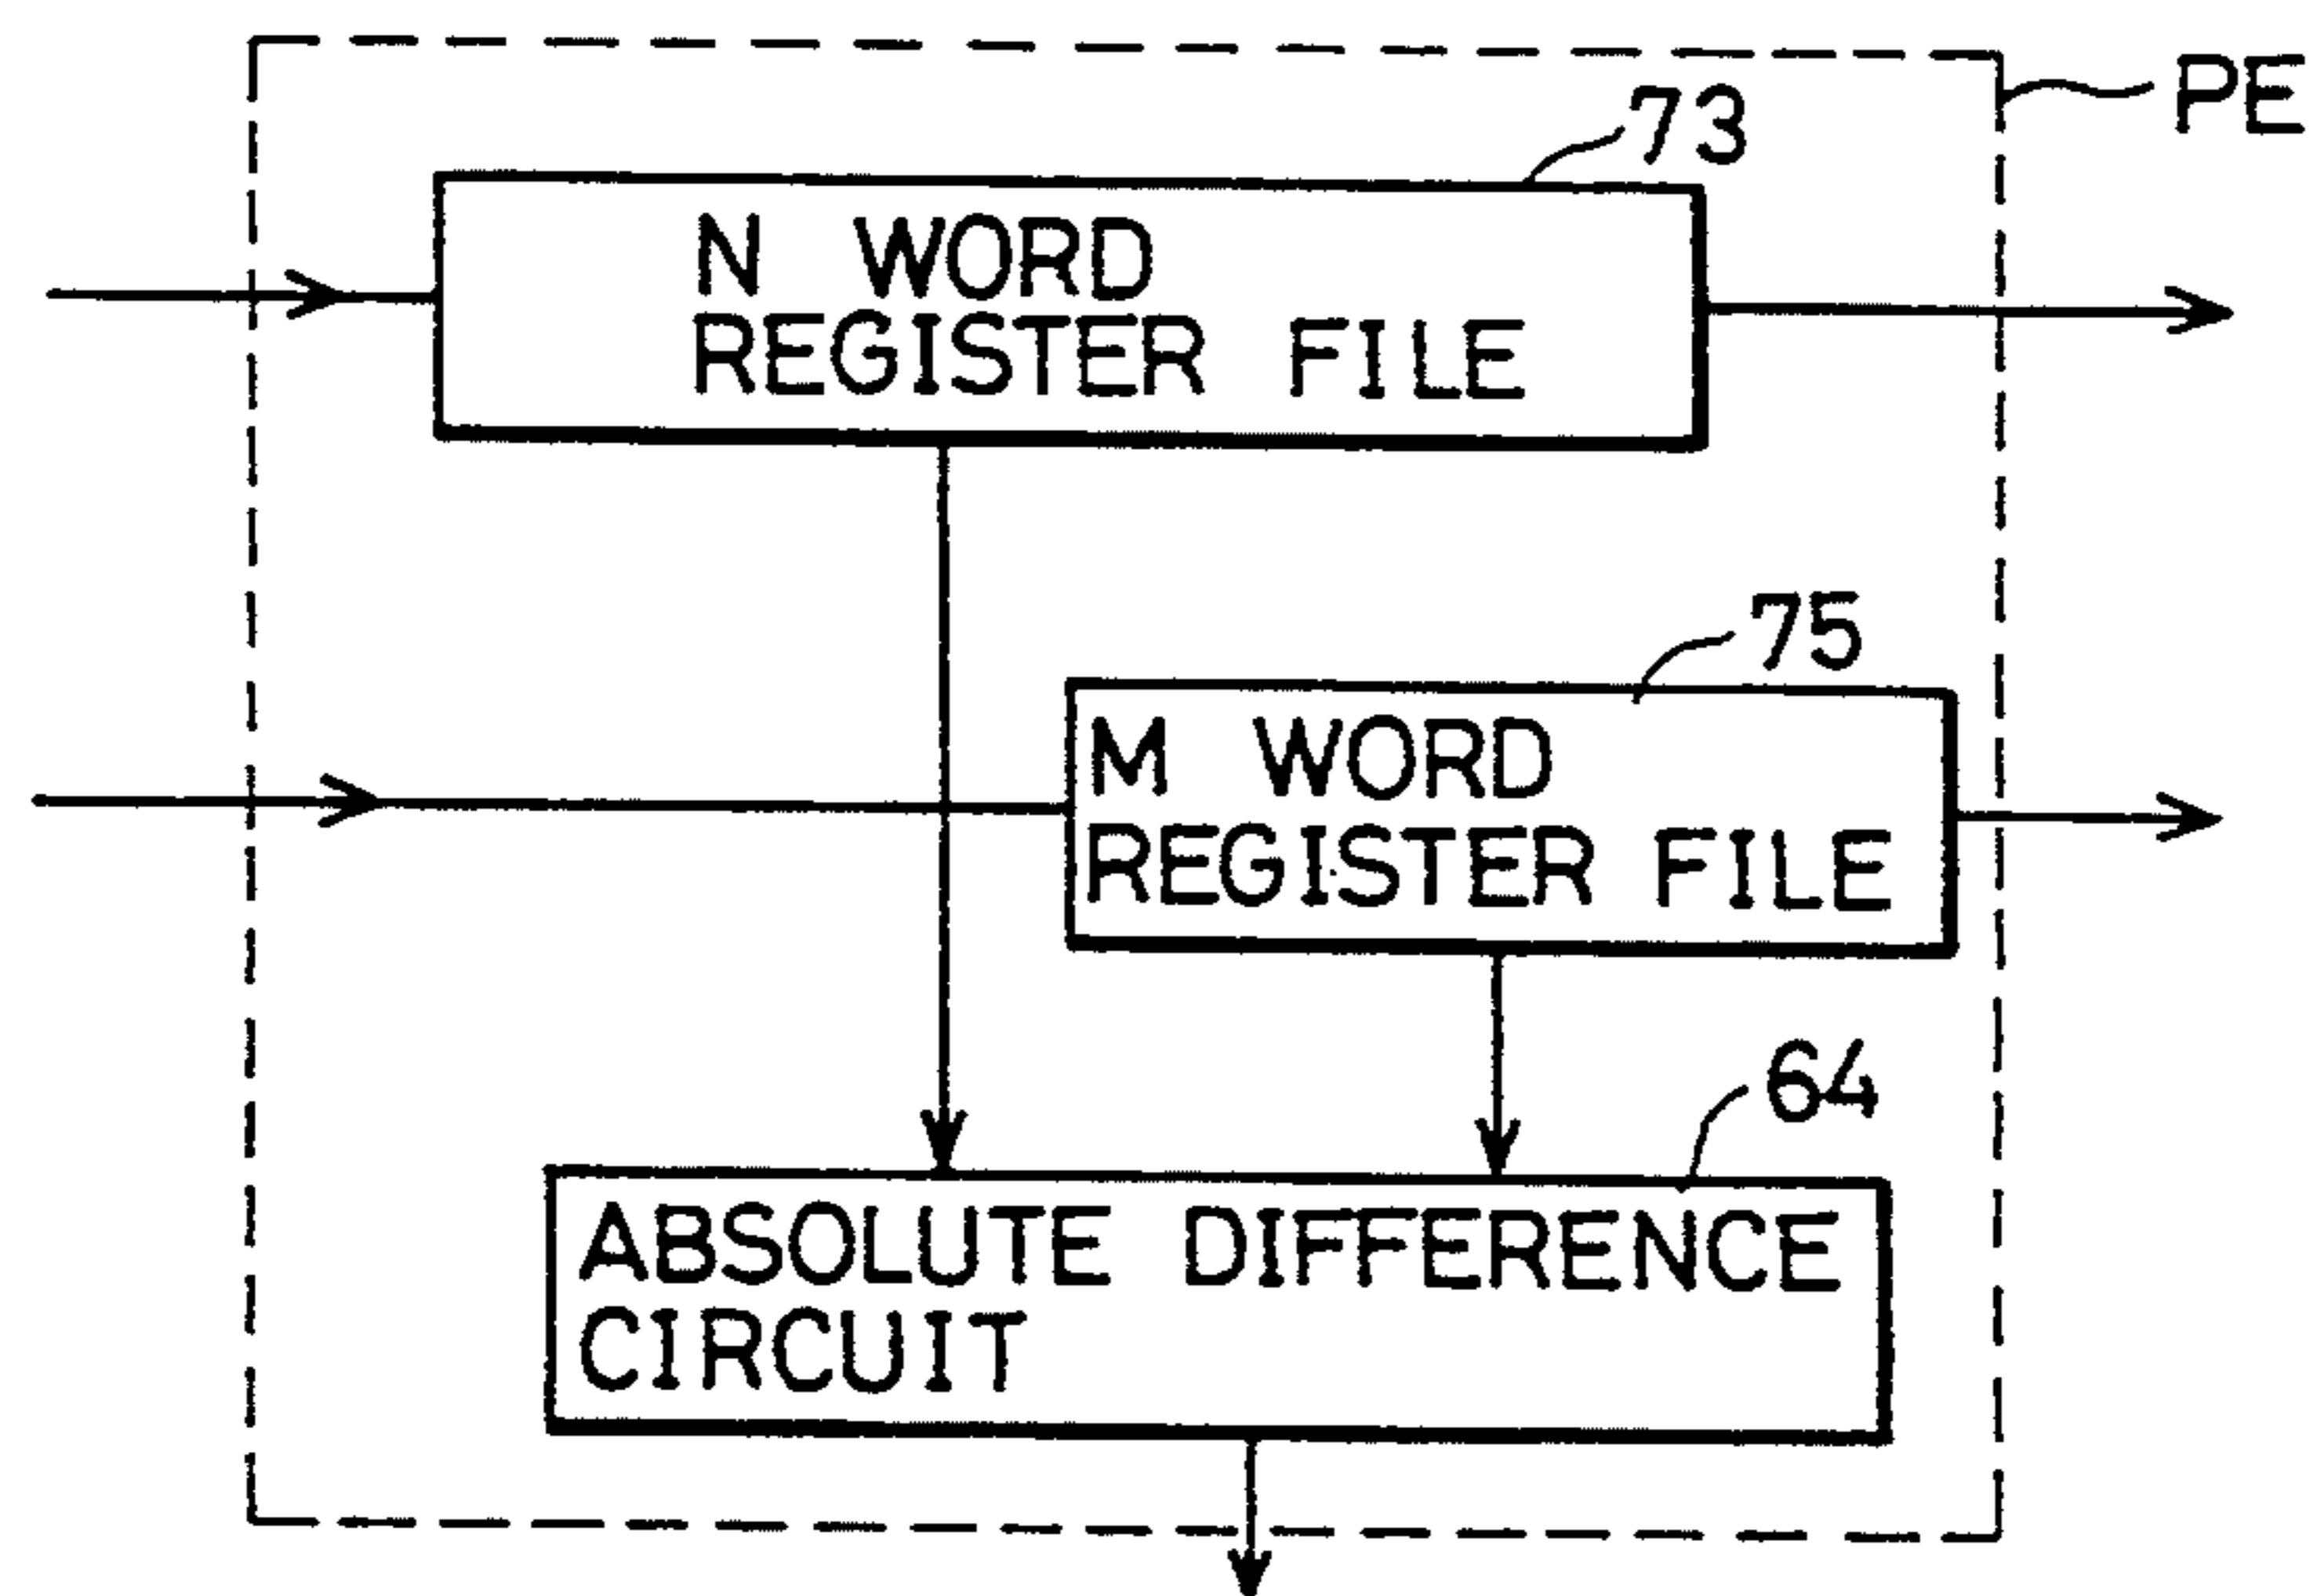 PE
73
N WORD
REGISTER FILE
75
M WORD
REGISTER FILE
64
ABSOLUTE DIFFERENCE
CIRCUIT